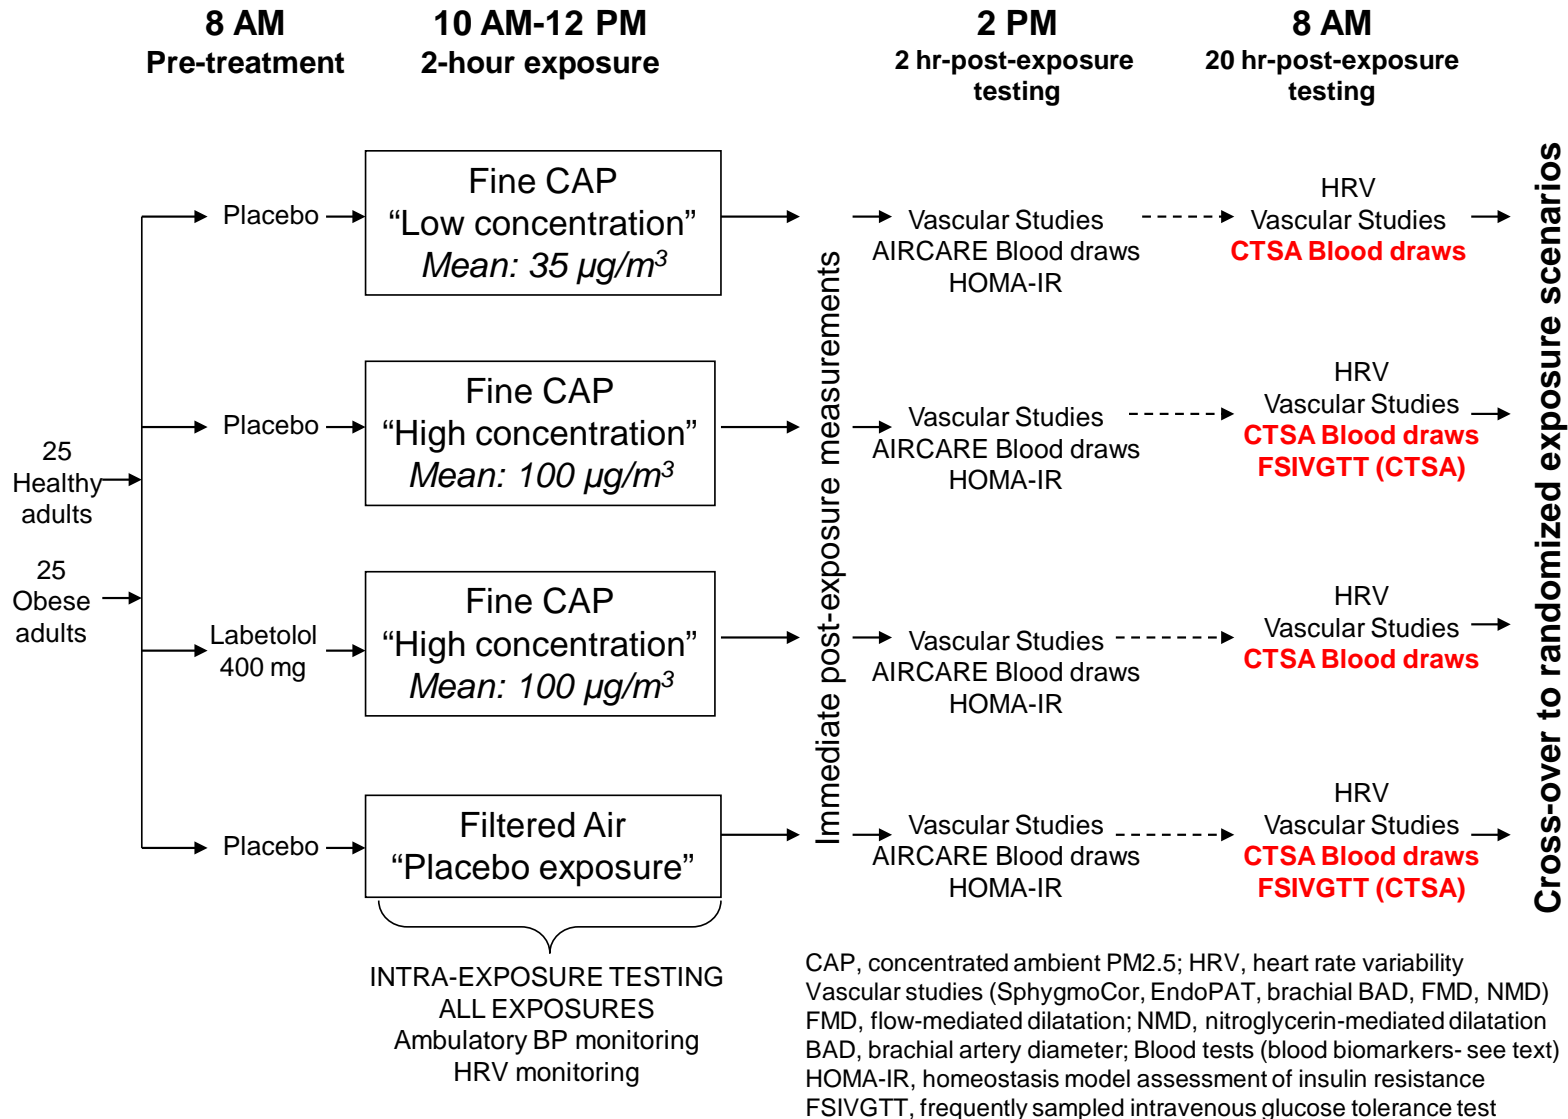 8 AM
Pre-treatment
10 AM-12 PM
2-hour exposure
2 PM
2 hr-post-exposure
testing
8 AM
20 hr-post-exposure
testing
25
Healthy
adults
25
Obese
adults
Placebo
Fine CAP
“Low concentration”
Mean: 35 µg/m³
Vascular Studies
AIRCARE Blood draws
HOMA-IR
HRV
Vascular Studies
CTSA Blood draws
Placebo
Fine CAP
“High concentration”
Mean: 100 µg/m³
Vascular Studies
AIRCARE Blood draws
HOMA-IR
HRV
Vascular Studies
CTSA Blood draws
FSIVGTT (CTSA)
Labetolol
400 mg
Fine CAP
“High concentration”
Mean: 100 µg/m³
Vascular Studies
AIRCARE Blood draws
HOMA-IR
HRV
Vascular Studies
CTSA Blood draws
Placebo
Filtered Air
“Placebo exposure”
Vascular Studies
AIRCARE Blood draws
HOMA-IR
HRV
Vascular Studies
CTSA Blood draws
FSIVGTT (CTSA)
Immediate post-exposure measurements
Cross-over to randomized exposure scenarios
INTRA-EXPOSURE TESTING
ALL EXPOSURES
Ambulatory BP monitoring
HRV monitoring
CAP, concentrated ambient PM2.5; HRV, heart rate variability
Vascular studies (SphygmoCor, EndoPAT, brachial BAD, FMD, NMD)
FMD, flow-mediated dilatation; NMD, nitroglycerin-mediated dilatation
BAD, brachial artery diameter; Blood tests (blood biomarkers- see text)
HOMA-IR, homeostasis model assessment of insulin resistance
FSIVGTT, frequently sampled intravenous glucose tolerance test